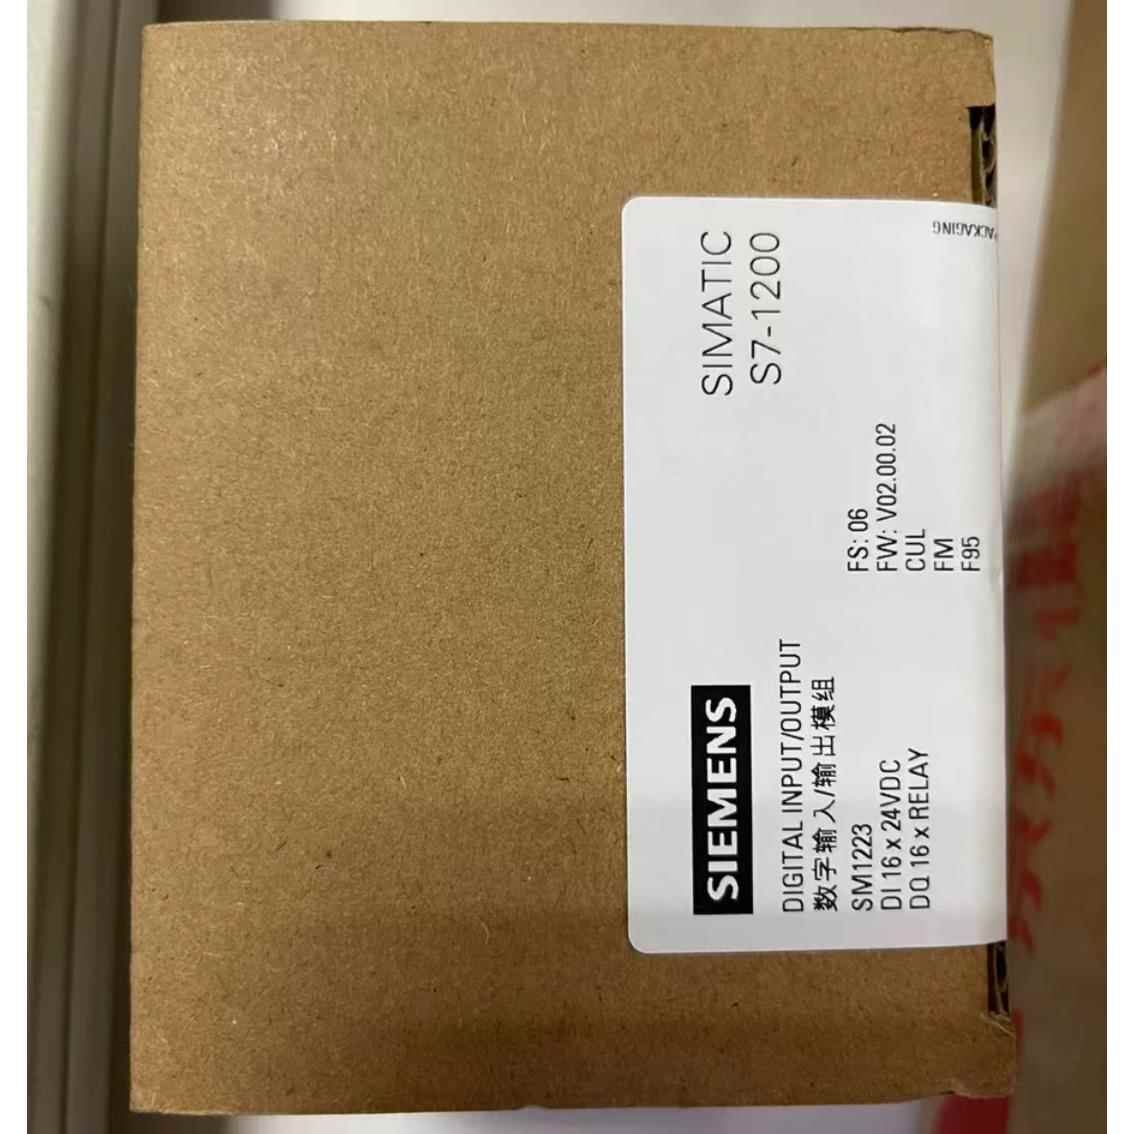 SIEMENS
SIMATIC
S7-1200
DIGITAL INPUT/OUTPUT
数字输入/输出模组
SM1223
DI 16 x 24VDC
DQ 16 x RELAY
FS: 06
FW: V02.00.02
CUL
FM
F95
PACKAGING